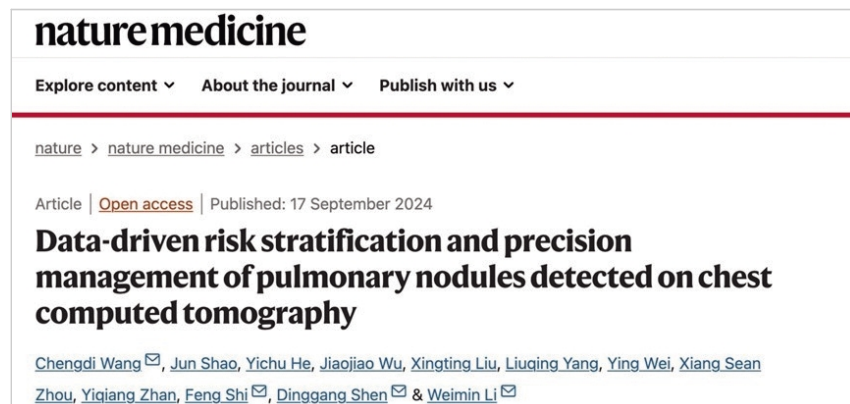 nature medicine
Explore content About the journal Publish with us
nature > nature medicine > articles > article
Article | Open access | Published: 17 September 2024
Data-driven risk stratification and precision
management of pulmonary nodules detected on chest
computed tomography
Chengdi Wang, Jun Shao, Yichu He, Jiaojiao Wu, Xingting Liu, Liuqing Yang, Ying Wei, Xiang Sean
Zhou, Yiqiang Zhan, Feng Shi, Dinggang Shen & Weimin Li